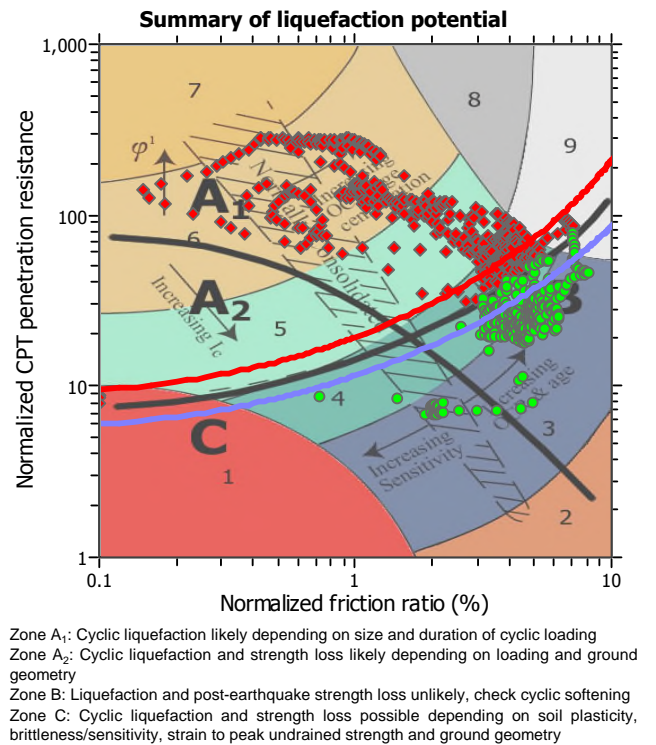 Summary of liquefaction potential
1,000
7
8
9
φ¹
Normally Consolidated
Increasing
OCR & age
cementation
A1
100
6
A2
Increasing Ic
5
B
10
4
Increasing
OCR & age
C
3
Increasing
Sensitivity
1
2
1
0.1
1
10
Normalized CPT penetration resistance
Normalized friction ratio (%)
Zone A1: Cyclic liquefaction likely depending on size and duration of cyclic loading
Zone A2: Cyclic liquefaction and strength loss likely depending on loading and ground
geometry
Zone B: Liquefaction and post-earthquake strength loss unlikely, check cyclic softening
Zone C: Cyclic liquefaction and strength loss possible depending on soil plasticity,
brittleness/sensitivity, strain to peak undrained strength and ground geometry